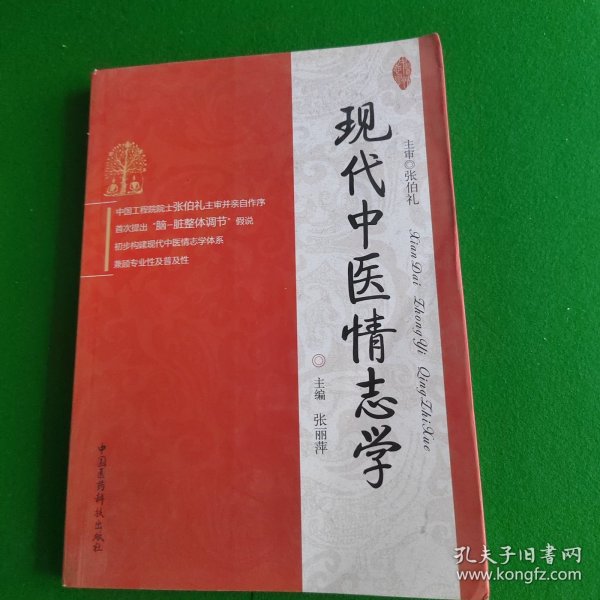 现代中医情志学
主审◎张伯礼
Xian Dai Zhong Yi Qing Zhi Xue
◎主编 张丽萍
中国工程院院士张伯礼主审并亲自作序
首次提出“脑-脏整体调节”假说
初步构建现代中医情志学体系
兼顾专业性及普及性
中国医药科技出版社
孔夫子旧书网
www.kongfz.com